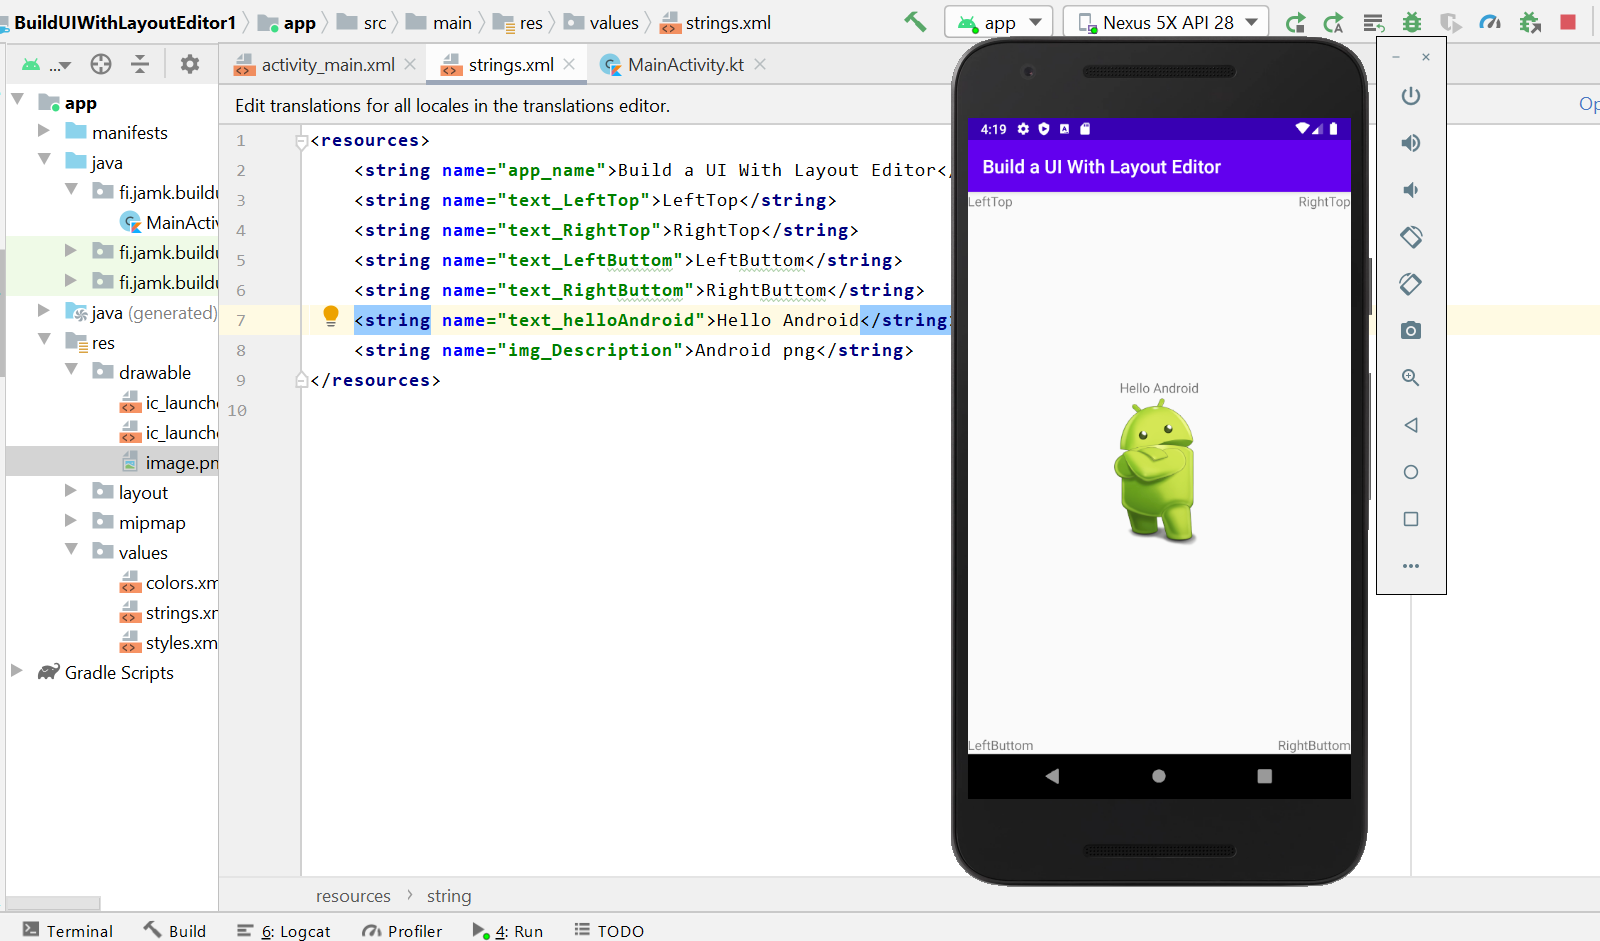 BuildUIWithLayoutEditor1 app src main res values strings.xml app Nexus 5X API 28
... activity_main.xml strings.xml MainActivity.kt
Edit translations for all locales in the translations editor. Op
app
manifests
java
fi.jamk.buildu
MainActiv
fi.jamk.buildu
fi.jamk.buildu
java (generated)
res
drawable
ic_launche
ic_launche
image.pn
layout
mipmap
values
colors.xm
strings.xm
styles.xm
Gradle Scripts
1 <resources>
2 <string name="app_name">Build a UI With Layout Editor</
3 <string name="text_LeftTop">LeftTop</string>
4 <string name="text_RightTop">RightTop</string>
5 <string name="text_LeftButtom">LeftButtom</string>
6 <string name="text_RightButtom">RightButtom</string>
7 <string name="text_helloAndroid">Hello Android</string>
8 <string name="img_Description">Android png</string>
9 </resources>
10
4:19
Build a UI With Layout Editor
LeftTop RightTop
Hello Android
LeftButtom RightButtom
resources string
Terminal Build 6: Logcat Profiler 4: Run TODO